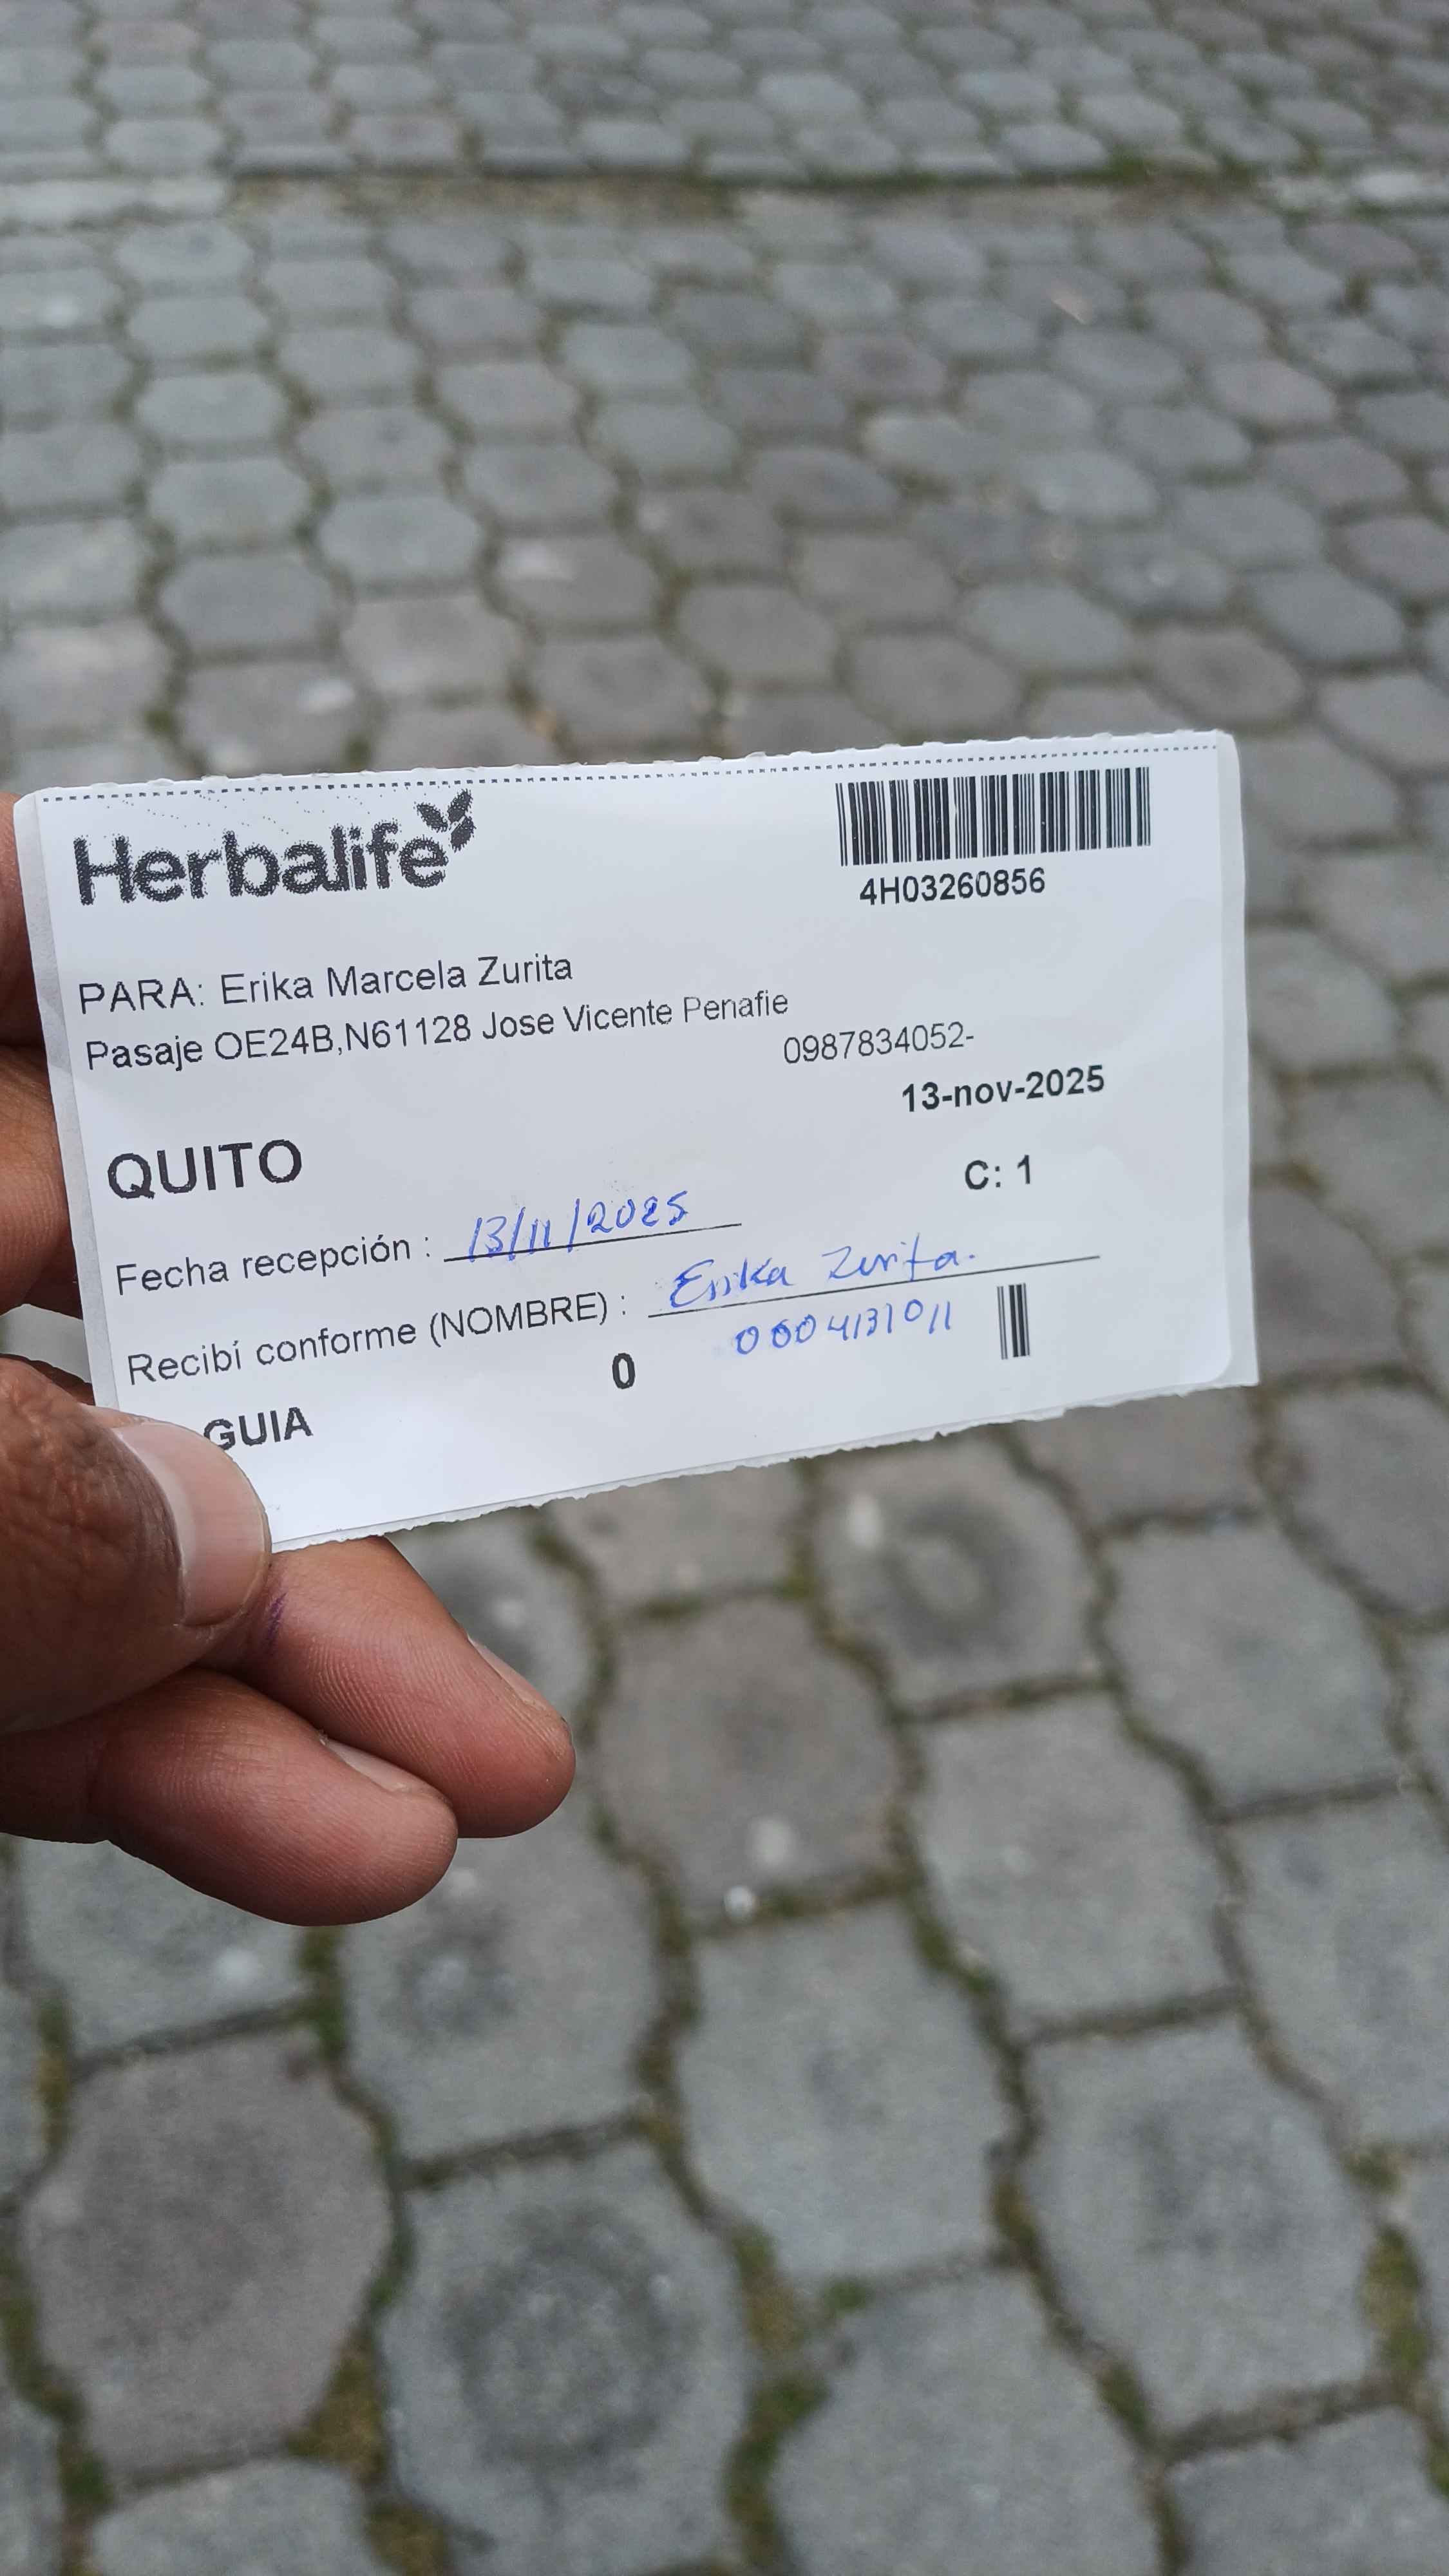 Herbalife
4H03260856
PARA: Erika Marcela Zurita
Pasaje OE24B,N61128 Jose Vicente Penafie
0987834052-
13-nov-2025
QUITO
C: 1
Fecha recepción : 13/11/2025
Recibí conforme (NOMBRE) : Erika Zurita.
0
GUIA